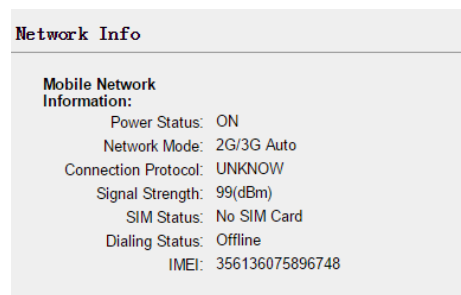 Network Info
Mobile Network
Information:
Power Status: ON
Network Mode: 2G/3G Auto
Connection Protocol: UNKNOW
Signal Strength: 99(dBm)
SIM Status: No SIM Card
Dialing Status: Offline
IMEI: 356136075896748